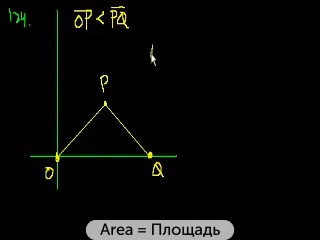 124.
OP < PQ
P
O
Q
Area = Площадь